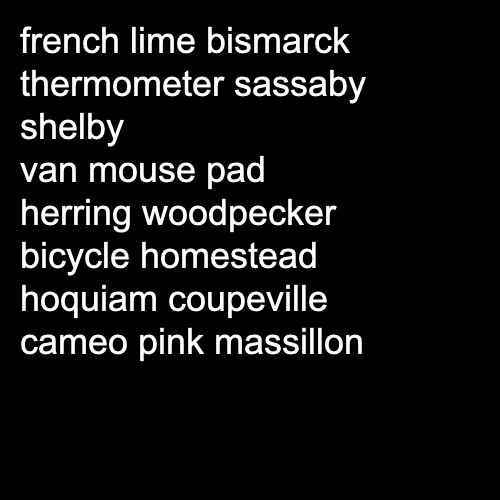 french lime bismarck
thermometer sassaby
shelby
van mouse pad
herring woodpecker
bicycle homestead
hoquiam coupeville
cameo pink massillon